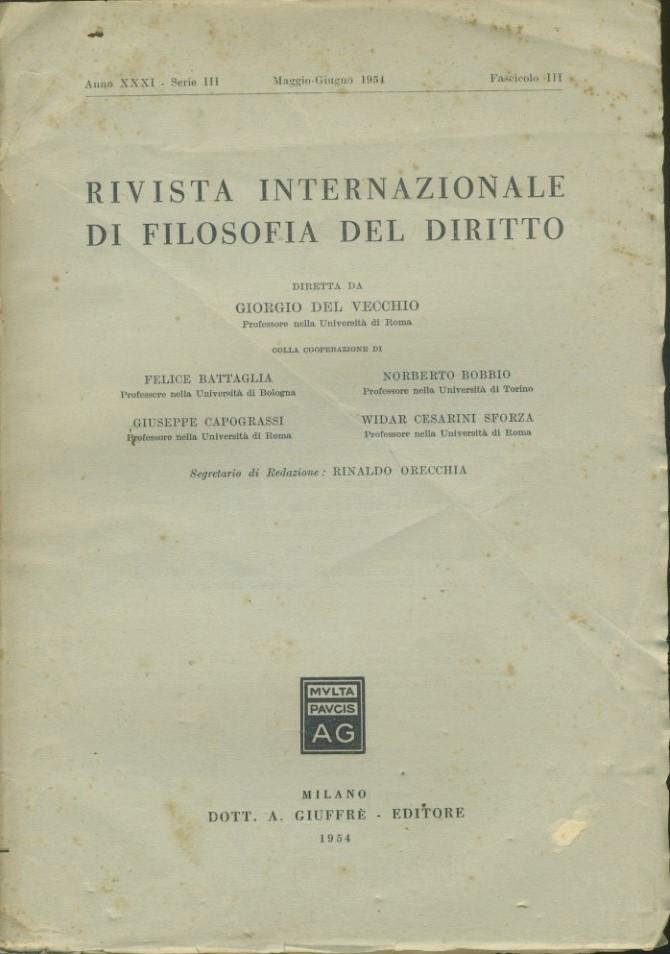 Anno XXXI - Serie III Maggio-Giugno 1954 Fascicolo III
RIVISTA INTERNAZIONALE
DI FILOSOFIA DEL DIRITTO
DIRETTA DA
GIORGIO DEL VECCHIO
Professore nella Università di Roma
COLLA COOPERAZIONE DI
FELICE BATTAGLIA
Professore nella Università di Bologna
NORBERTO BOBBIO
Professore nella Università di Torino
GIUSEPPE CAPOGRASSI
Professore nella Università di Roma
WIDAR CESARINI SFORZA
Professore nella Università di Roma
Segretario di Redazione: RINALDO ORECCHIA
MVLTA
PAVCIS
AG
MILANO
DOTT. A. GIUFFRÈ - EDITORE
1954